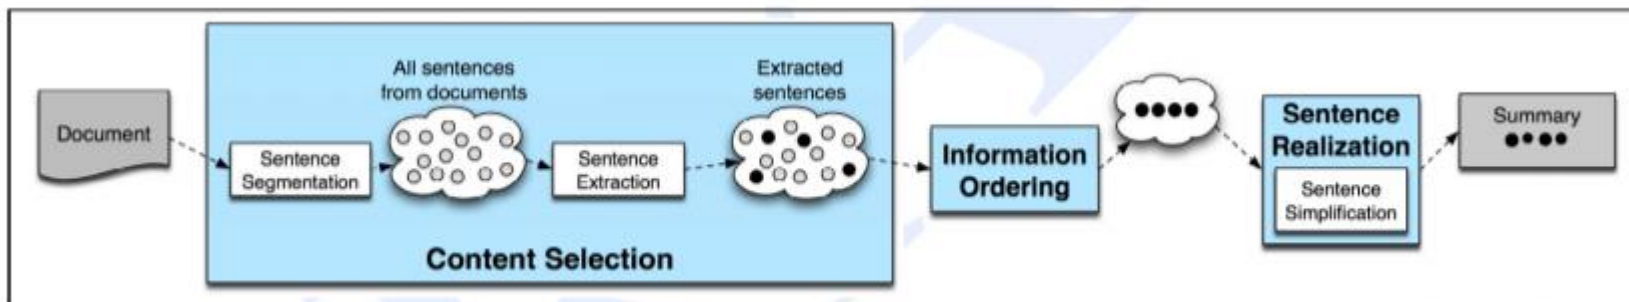 Document
Sentence
Segmentation
All sentences
from documents
Sentence
Extraction
Extracted
sentences
Content Selection
Information
Ordering
Sentence
Realization
Sentence
Simplification
Summary